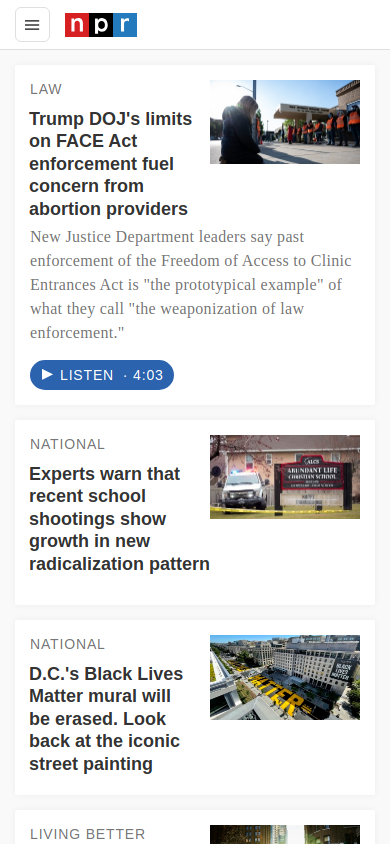 npr
LAW
Trump DOJ's limits
on FACE Act
enforcement fuel
concern from
abortion providers
New Justice Department leaders say past
enforcement of the Freedom of Access to Clinic
Entrances Act is "the prototypical example" of
what they call "the weaponization of law
enforcement."
LISTEN · 4:03
NATIONAL
Experts warn that
recent school
shootings show
growth in new
radicalization pattern
ALCS
ABUNDANT LIFE
CHRISTIAN SCHOOL
NATIONAL
D.C.'s Black Lives
Matter mural will
be erased. Look
back at the iconic
street painting
BLACK
LIVES
MATTER
MATTER
LIVING BETTER